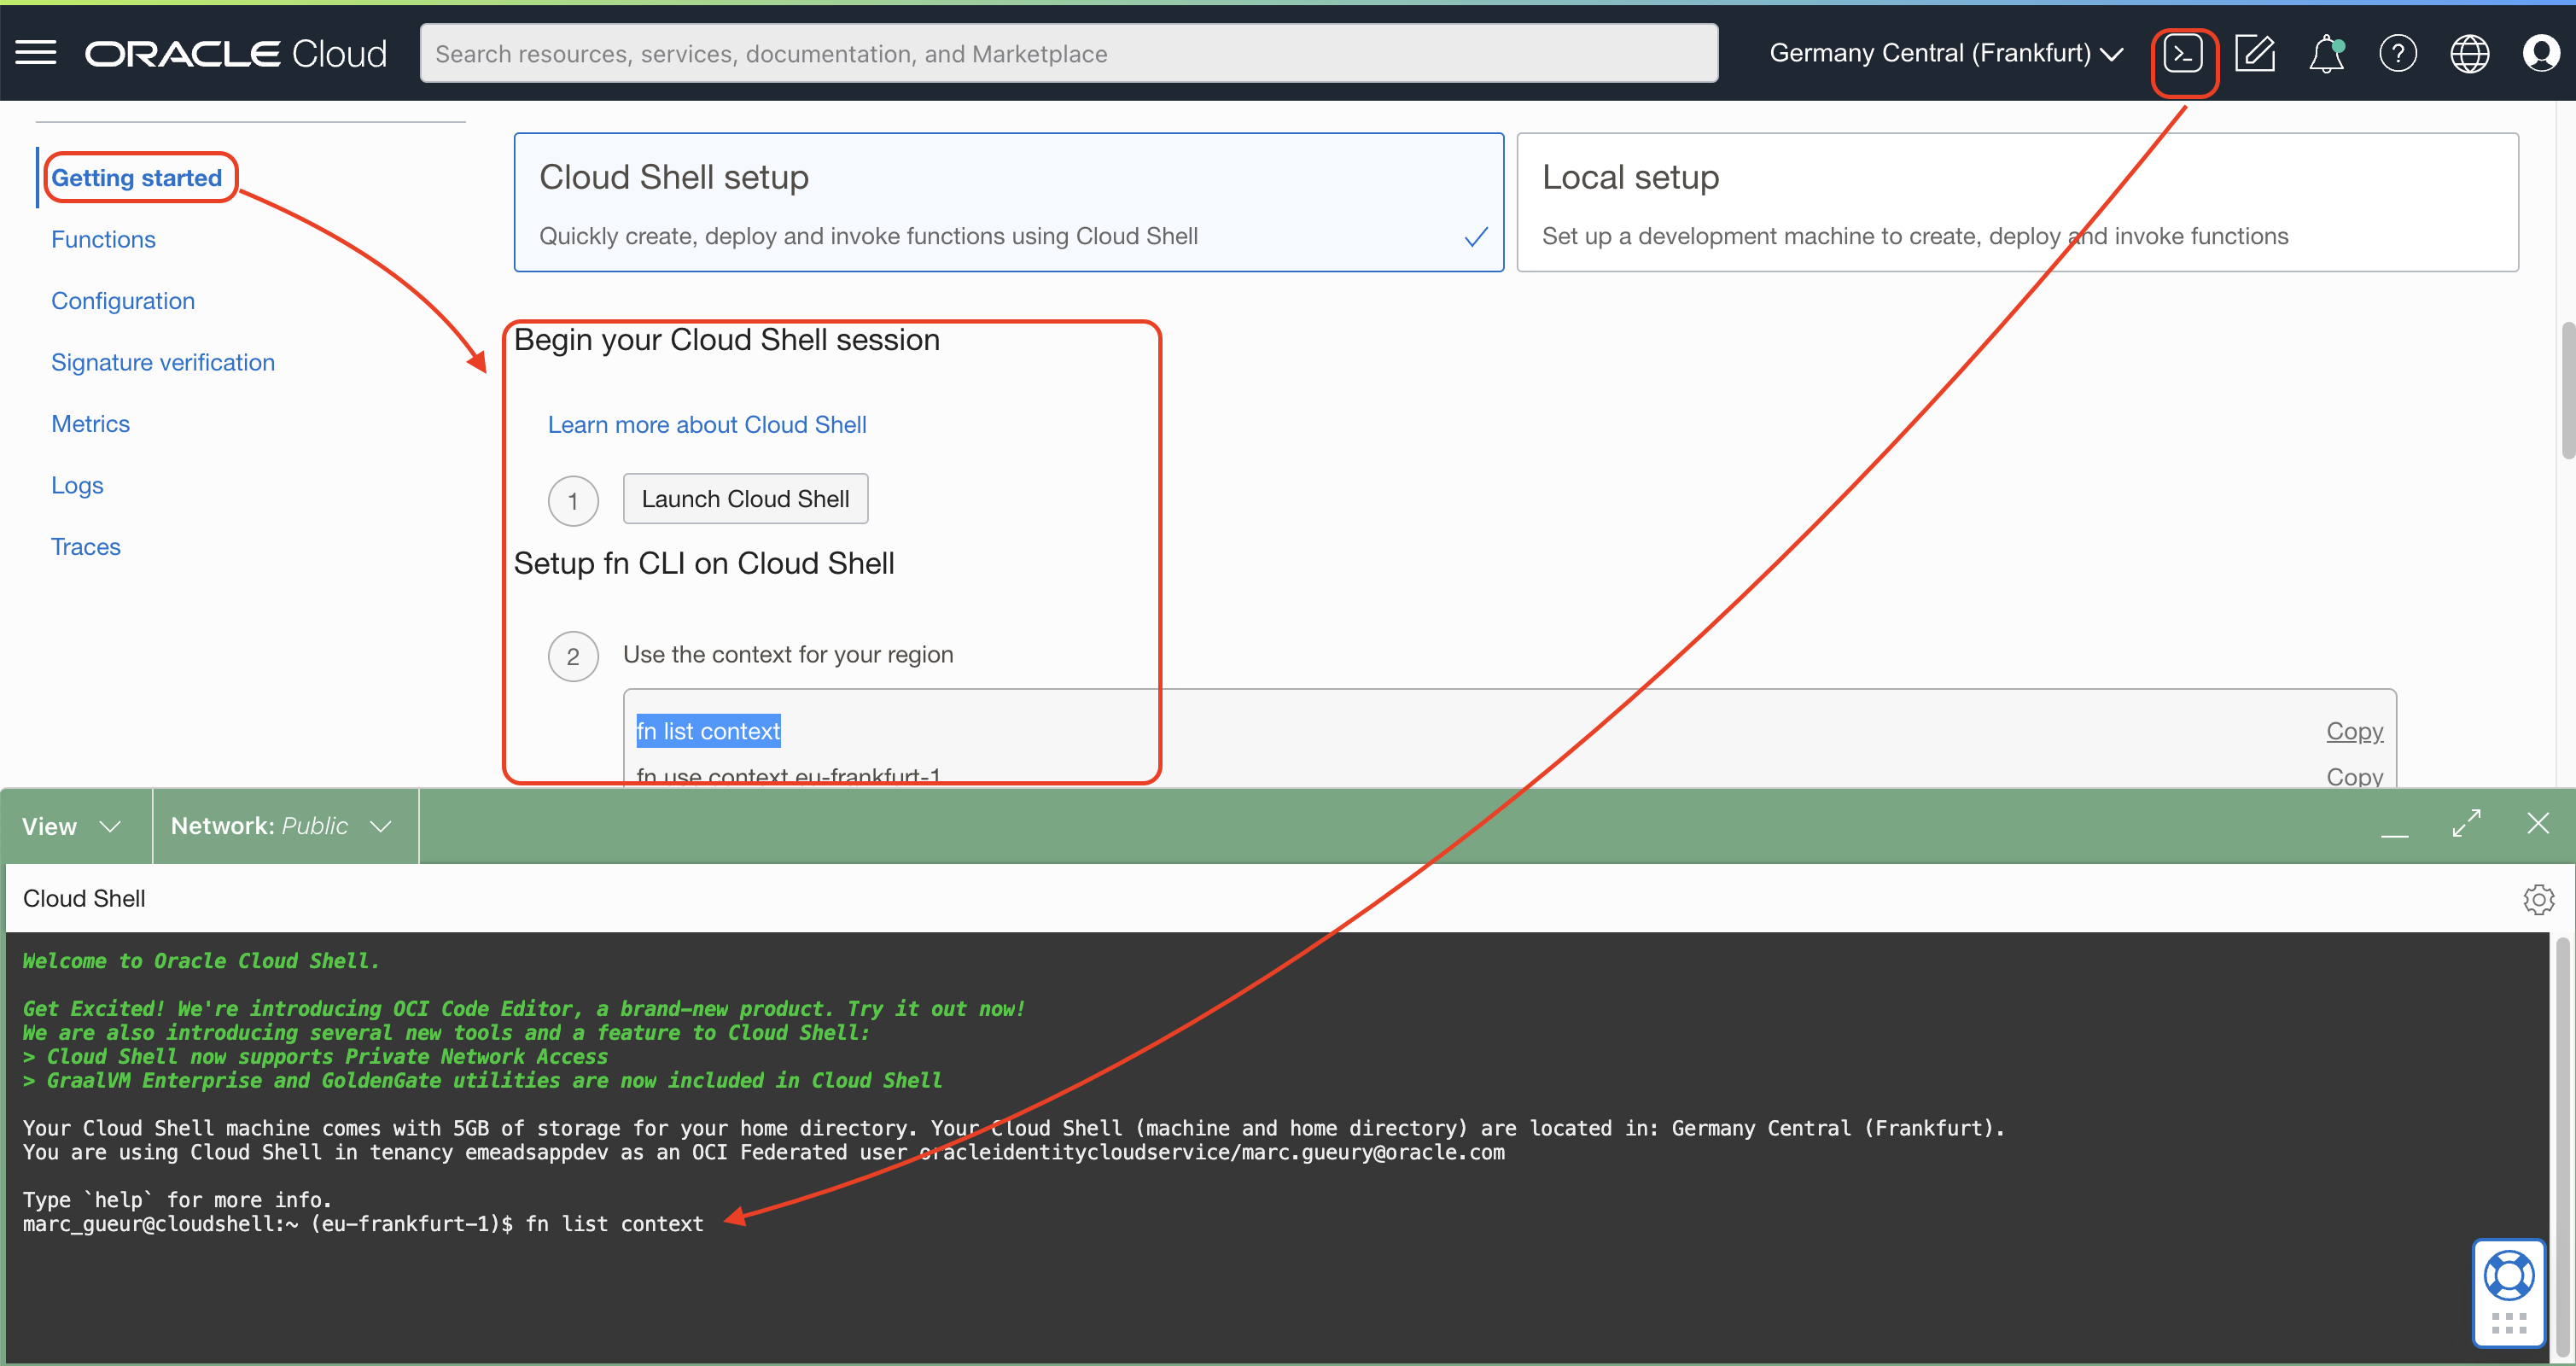 ORACLE Cloud
Search resources, services, documentation, and Marketplace
Germany Central (Frankfurt)
Getting started
Functions
Configuration
Signature verification
Metrics
Logs
Traces
Cloud Shell setup
Quickly create, deploy and invoke functions using Cloud Shell
Local setup
Set up a development machine to create, deploy and invoke functions
Begin your Cloud Shell session
Learn more about Cloud Shell
1 Launch Cloud Shell
Setup fn CLI on Cloud Shell
2 Use the context for your region
fn list context Copy
fn use context eu-frankfurt-1 Copy
View Network: Public
Cloud Shell
Welcome to Oracle Cloud Shell.
Get Excited! We're introducing OCI Code Editor, a brand-new product. Try it out now!
We are also introducing several new tools and a feature to Cloud Shell:
> Cloud Shell now supports Private Network Access
> GraalVM Enterprise and GoldenGate utilities are now included in Cloud Shell
Your Cloud Shell machine comes with 5GB of storage for your home directory. Your Cloud Shell (machine and home directory) are located in: Germany Central (Frankfurt).
You are using Cloud Shell in tenancy emeadsappdev as an OCI Federated user oracleidentitycloudservice/marc.gueury@oracle.com
Type `help` for more info.
marc_gueur@cloudshell:~ (eu-frankfurt-1)$ fn list context